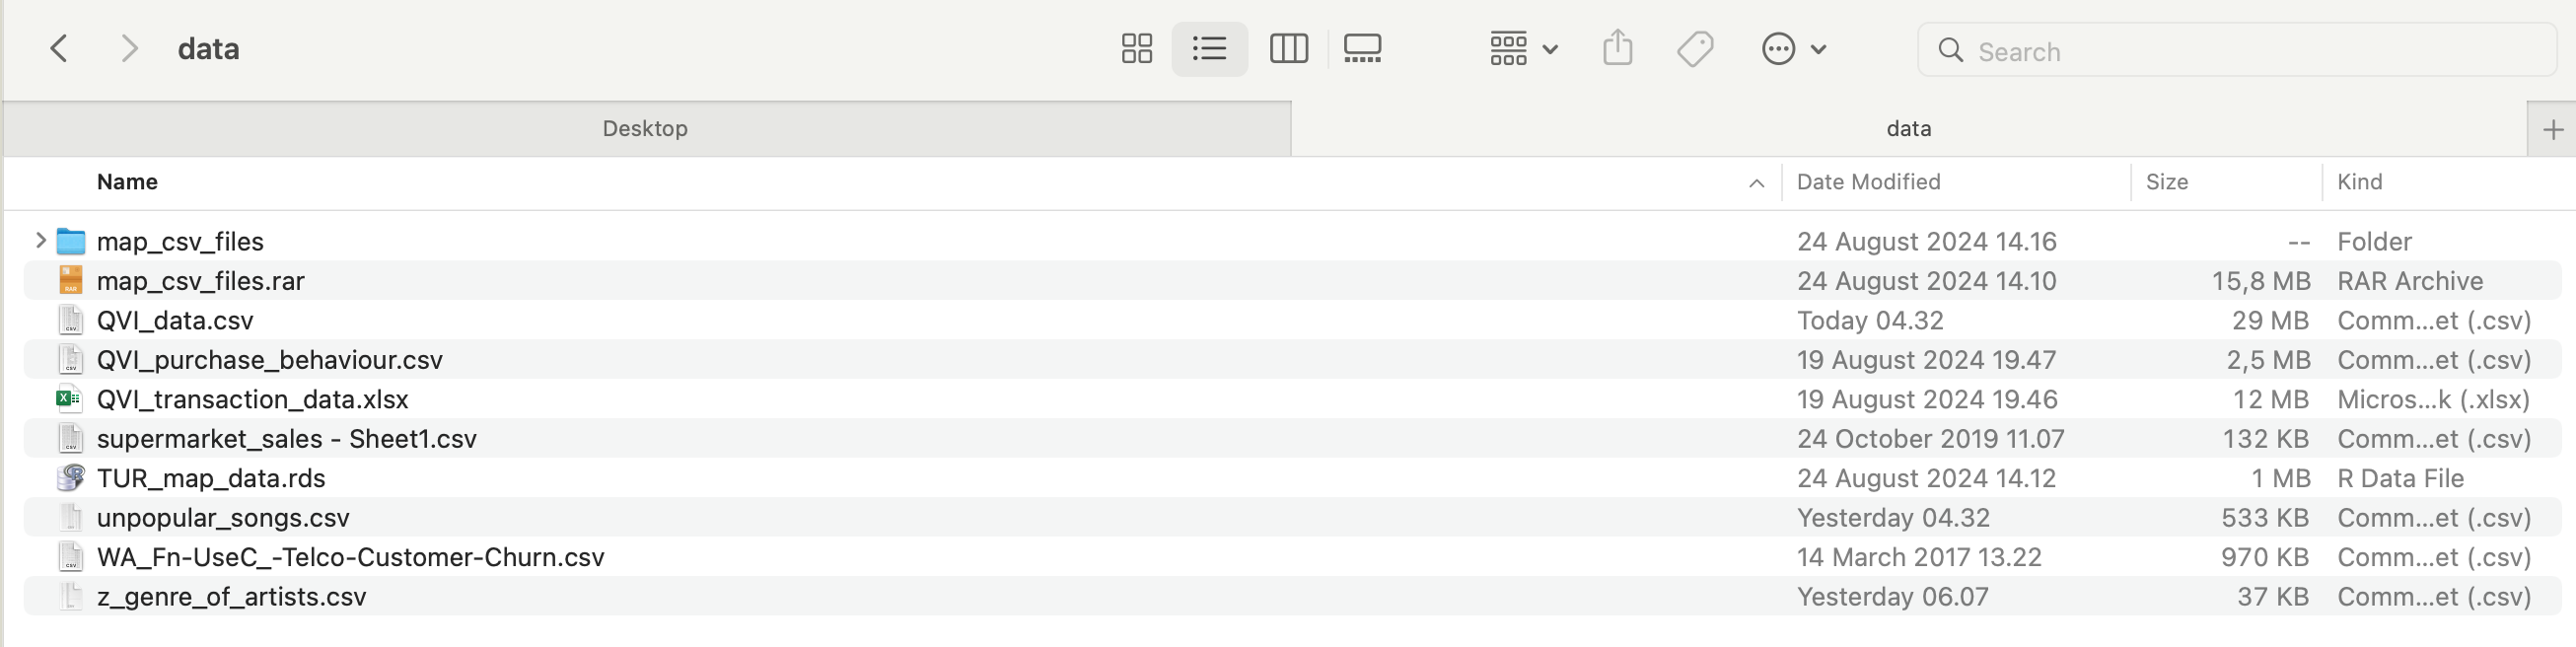 data
Search
Desktop data
Name Date Modified Size Kind
map_csv_files 24 August 2024 14.16 -- Folder
map_csv_files.rar 24 August 2024 14.10 15,8 MB RAR Archive
QVI_data.csv Today 04.32 29 MB Comm...et (.csv)
QVI_purchase_behaviour.csv 19 August 2024 19.47 2,5 MB Comm...et (.csv)
QVI_transaction_data.xlsx 19 August 2024 19.46 12 MB Micros...k (.xlsx)
supermarket_sales - Sheet1.csv 24 October 2019 11.07 132 KB Comm...et (.csv)
TUR_map_data.rds 24 August 2024 14.12 1 MB R Data File
unpopular_songs.csv Yesterday 04.32 533 KB Comm...et (.csv)
WA_Fn-UseC_-Telco-Customer-Churn.csv 14 March 2017 13.22 970 KB Comm...et (.csv)
z_genre_of_artists.csv Yesterday 06.07 37 KB Comm...et (.csv)